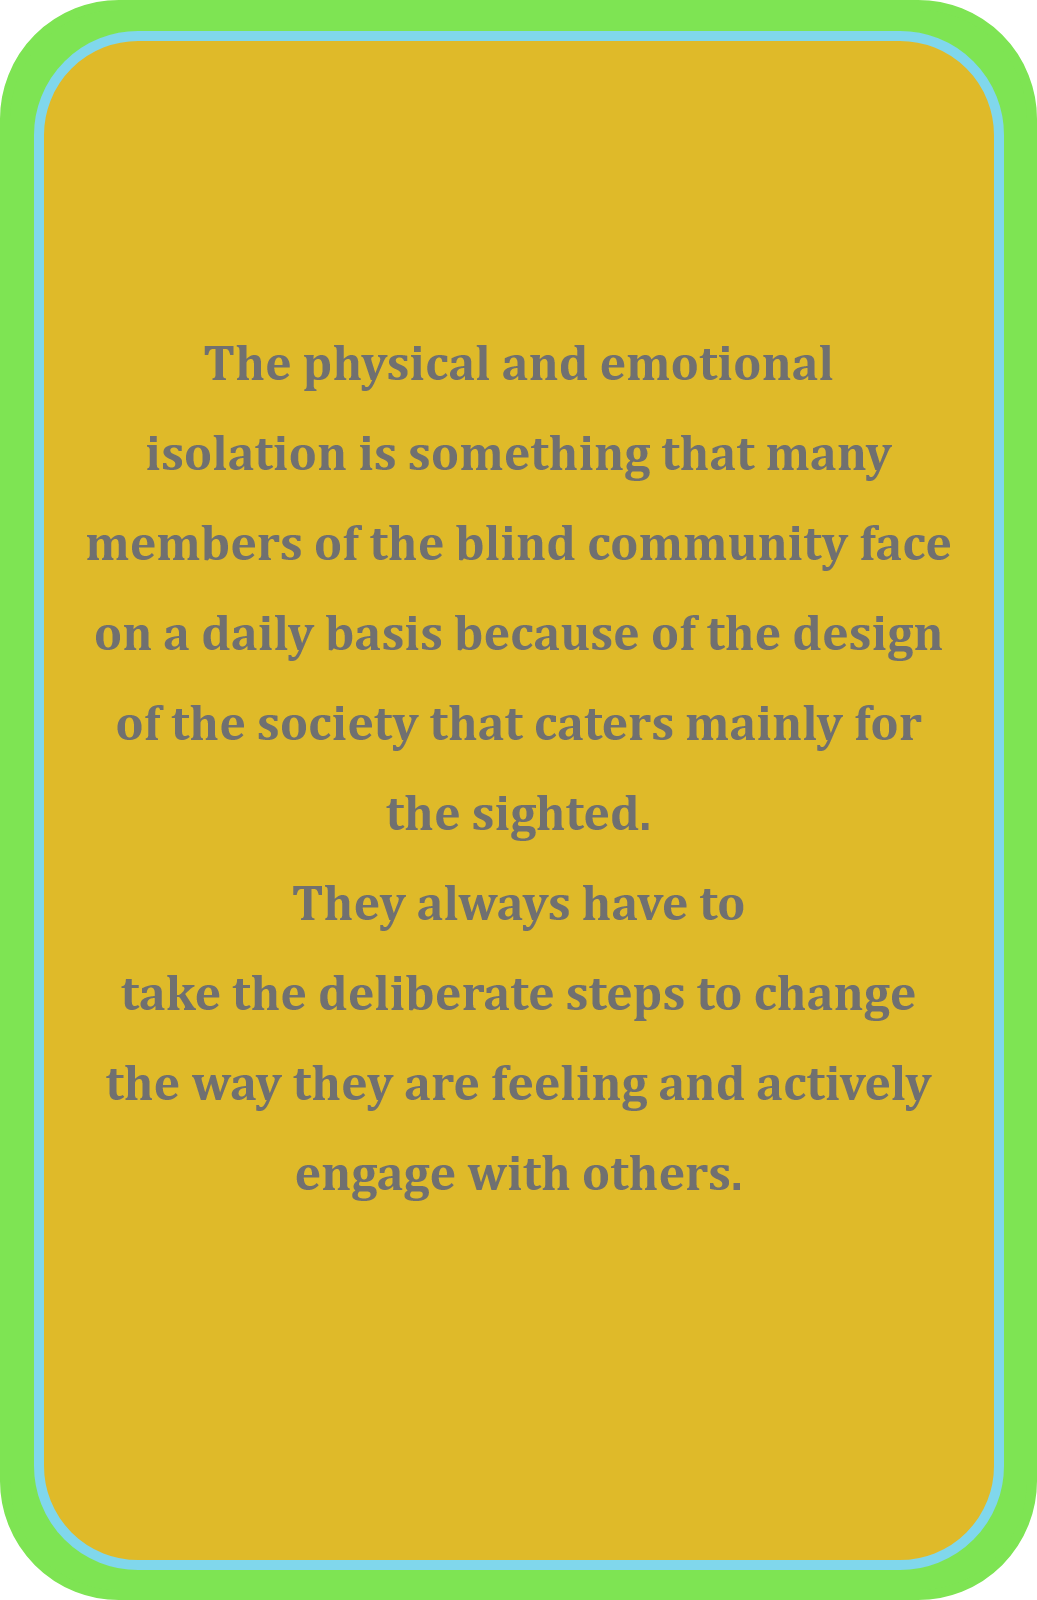 The physical and emotional
isolation is something that many
members of the blind community face
on a daily basis because of the design
of the society that caters mainly for
the sighted.
They always have to
take the deliberate steps to change
the way they are feeling and actively
engage with others.